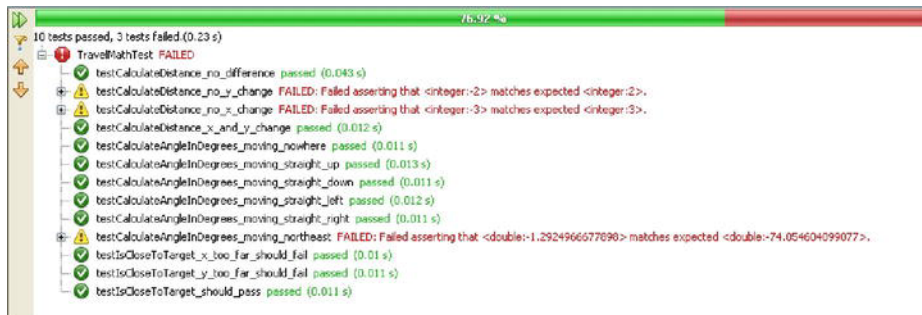 76.92 %
10 tests passed, 3 tests failed.(0.23 s)
TravelMathTest FAILED
testCalculateDistance_no_difference passed (0.043 s)
testCalculateDistance_no_y_change FAILED: Failed asserting that <integer:-2> matches expected <integer:2>.
testCalculateDistance_no_x_change FAILED: Failed asserting that <integer:-3> matches expected <integer:3>.
testCalculateDistance_x_and_y_change passed (0.012 s)
testCalculateAngleInDegrees_moving_nowhere passed (0.011 s)
testCalculateAngleInDegrees_moving_straight_up passed (0.013 s)
testCalculateAngleInDegrees_moving_straight_down passed (0.011 s)
testCalculateAngleInDegrees_moving_straight_left passed (0.012 s)
testCalculateAngleInDegrees_moving_straight_right passed (0.011 s)
testCalculateAngleInDegrees_moving_northeast FAILED: Failed asserting that <double:-1.2924966677898> matches expected <double:-74.054604099077>.
testIsCloseToTarget_x_too_far_should_fail passed (0.01 s)
testIsCloseToTarget_y_too_far_should_fail passed (0.011 s)
testIsCloseToTarget_should_pass passed (0.011 s)